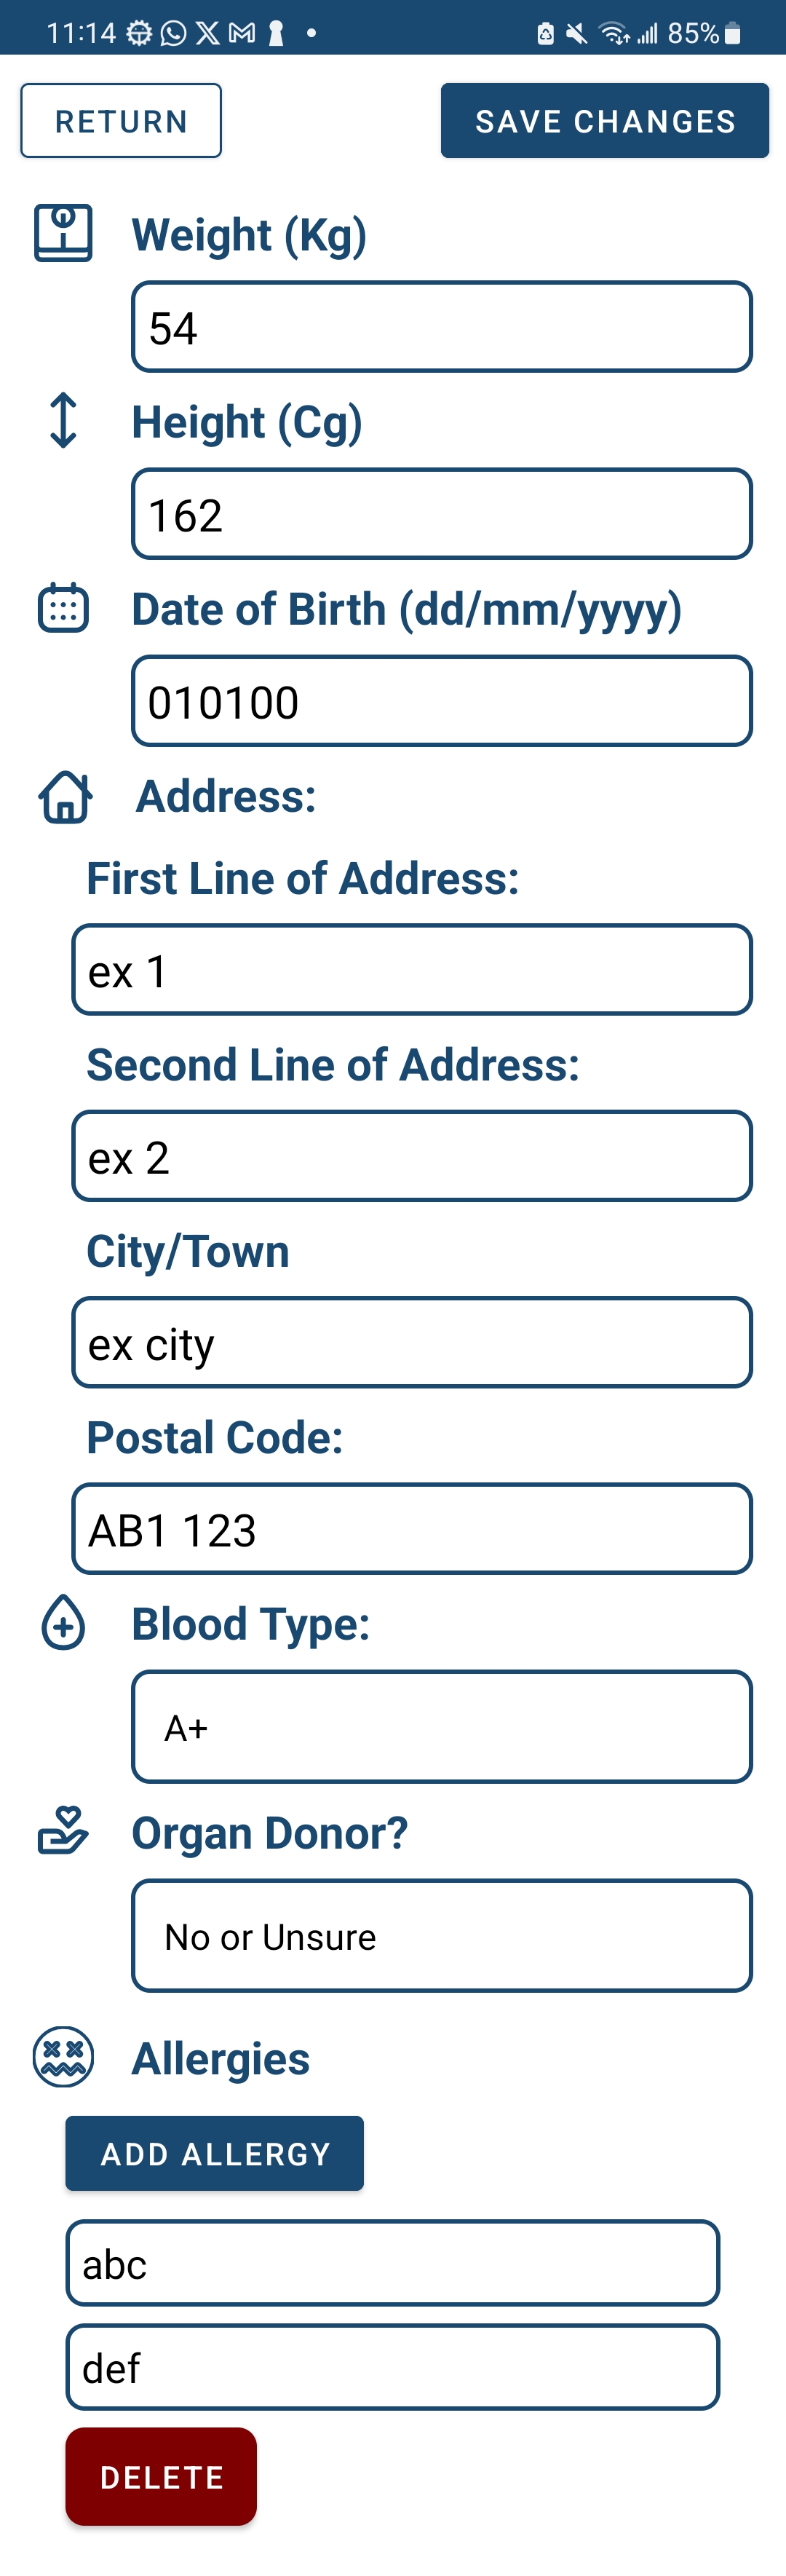 11:14 85%
RETURN SAVE CHANGES
Weight (Kg)
54
Height (Cg)
162
Date of Birth (dd/mm/yyyy)
010100
Address:
First Line of Address:
ex 1
Second Line of Address:
ex 2
City/Town
ex city
Postal Code:
AB1 123
Blood Type:
A+
Organ Donor?
No or Unsure
Allergies
ADD ALLERGY
abc
def
DELETE